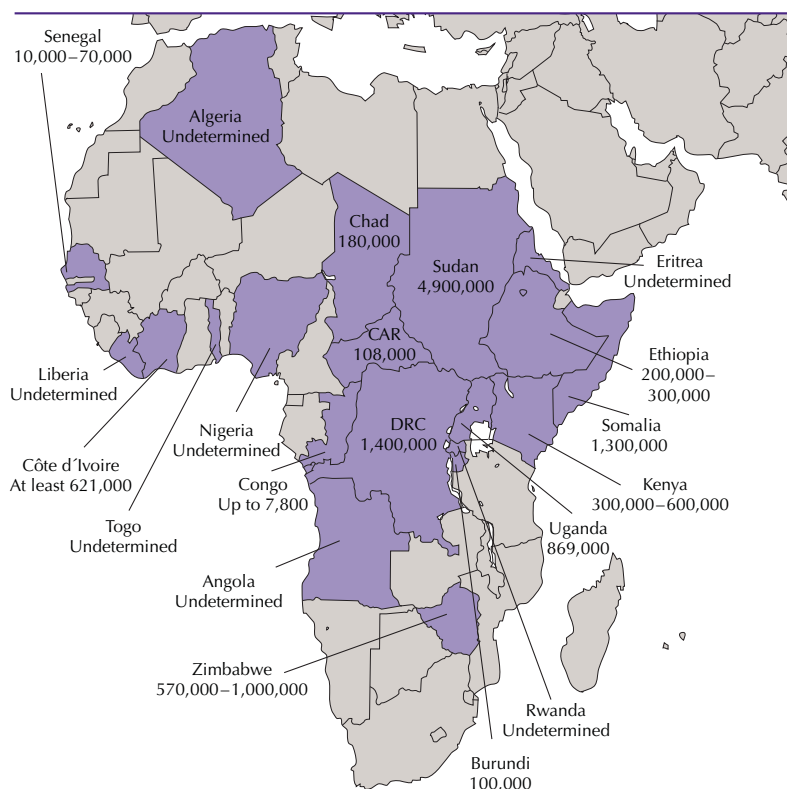 Senegal
10,000–70,000
Algeria
Undetermined
Chad
180,000
Sudan
4,900,000
Eritrea
Undetermined
CAR
108,000
Ethiopia
200,000–
300,000
Liberia
Undetermined
DRC
1,400,000
Somalia
1,300,000
Nigeria
Undetermined
Côte d´Ivoire
At least 621,000
Congo
Up to 7,800
Kenya
300,000–600,000
Togo
Undetermined
Uganda
869,000
Angola
Undetermined
Zimbabwe
570,000–1,000,000
Rwanda
Undetermined
Burundi
100.000